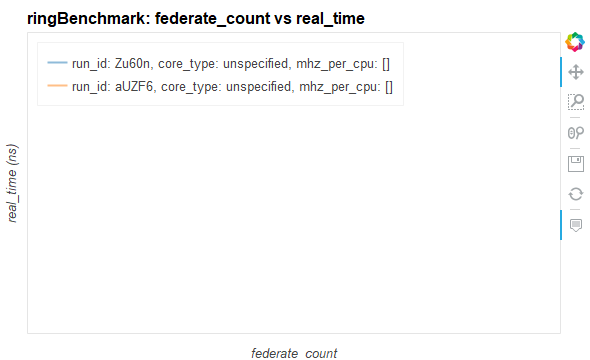 ringBenchmark: federate_count vs real_time
run_id: Zu60n, core_type: unspecified, mhz_per_cpu: []
run_id: aUZF6, core_type: unspecified, mhz_per_cpu: []
real_time (ns)
federate_count